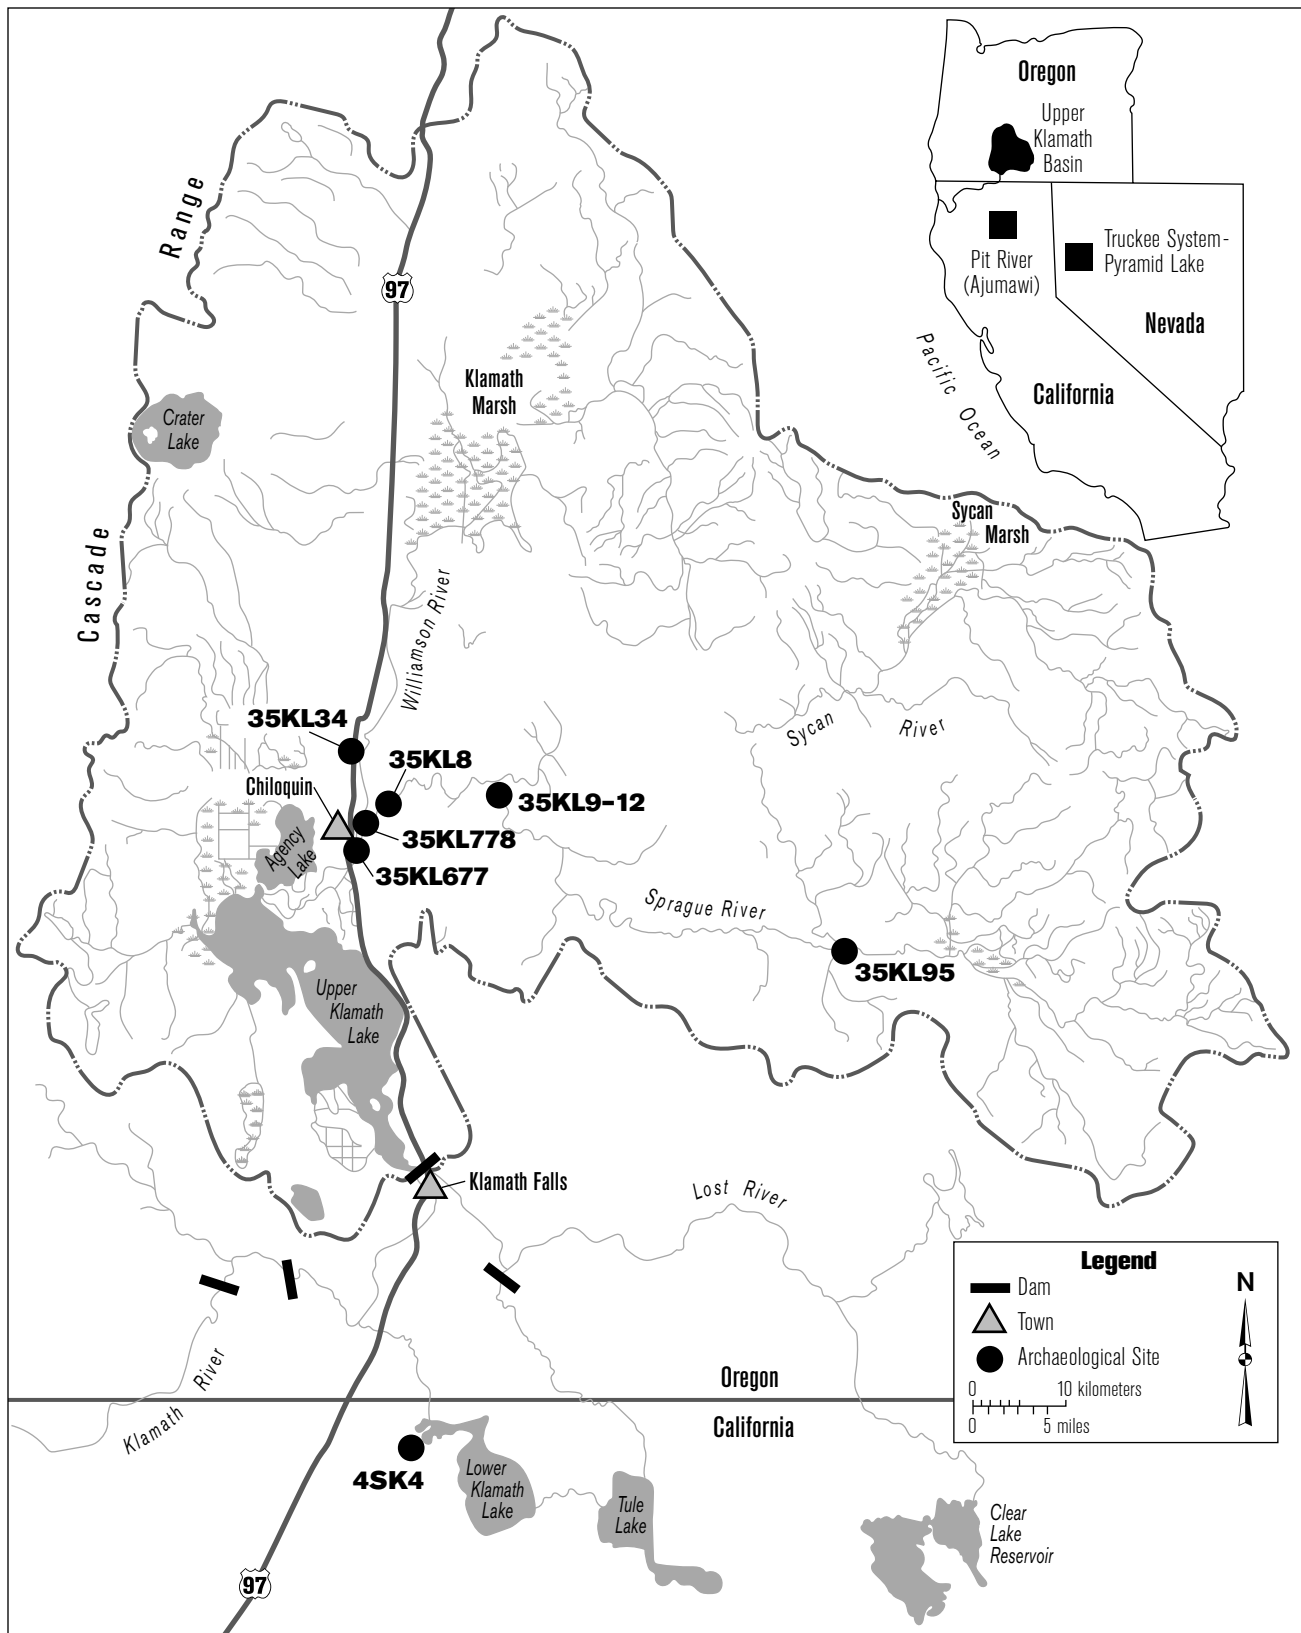 Oregon
Upper
Klamath
Basin
Pit River
(Ajumawi)
Truckee System-
Pyramid Lake
Nevada
California
Pacific Ocean
Cascade Range
97
Klamath
Marsh
Crater
Lake
Sycan
Marsh
Williamson River
35KL34
35KL8
Chiloquin
35KL9-12
35KL778
35KL677
Agency
Lake
Sycan River
Sprague River
35KL95
Upper
Klamath
Lake
Klamath Falls
Lost River
Klamath River
Legend
Dam
Town
Archaeological Site
0 10 kilometers
0 5 miles
N
Oregon
California
4SK4
Lower
Klamath
Lake
Tule
Lake
Clear
Lake
Reservoir
97